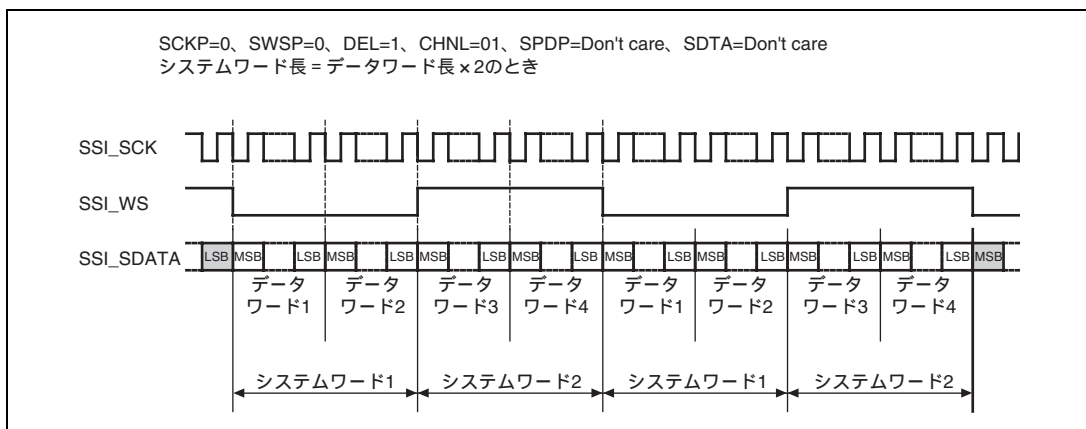 SCKP=0、SWSP=0、DEL=1、CHNL=01、SPDP=Don't care、SDTA=Don't care
システムワード長 = データワード長 × 2のとき
SSI_SCK
SSI_WS
SSI_SDATA
LSB MSB LSB MSB LSB MSB LSB MSB LSB MSB LSB MSB LSB MSB LSB MSB LSB MSB
データ データ データ データ データ データ データ データ
ワード1 ワード2 ワード3 ワード4 ワード1 ワード2 ワード3 ワード4
システムワード1 システムワード2 システムワード1 システムワード2